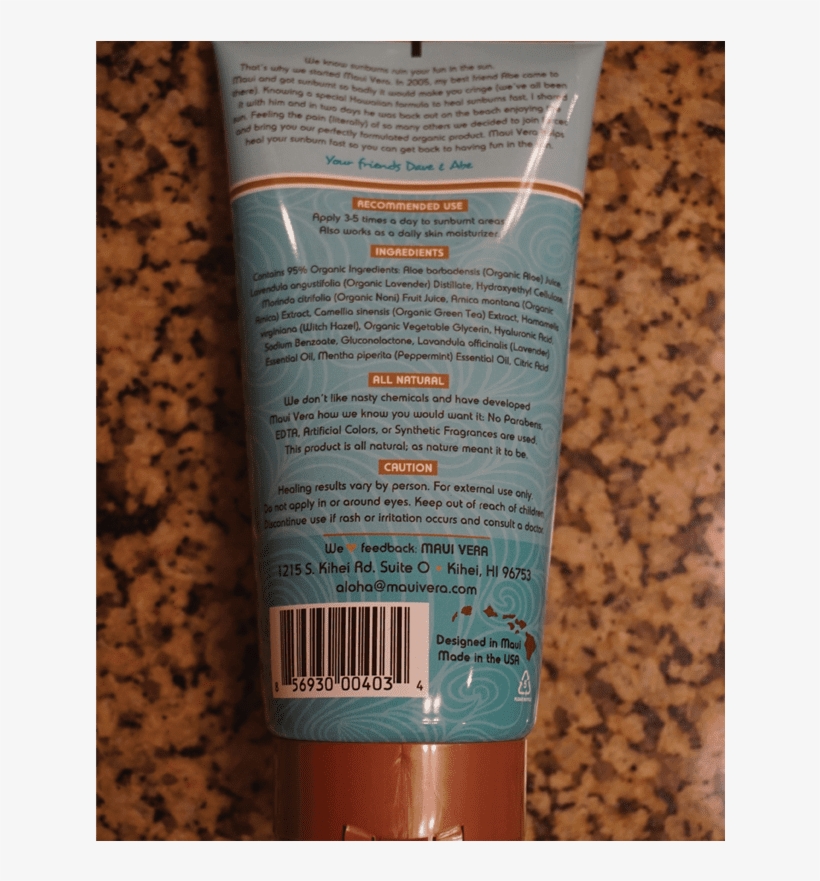 We know sunburns ruin your fun in the sun.
That's why we started Maui Vera. In 2005, my best friend Abe came to
Maui and got sunburnt so badly it would make you cringe (we've all been
there). Knowing a special Hawaiian formula to heal sunburns fast, I shared
it with him and in two days he was back out on the beach enjoying the
sun. Feeling the pain (literally) of so many others we decided to join forces
and bring you our perfectly formulated organic product. Maui Vera helps
heal your sunburn fast so you can get back to having fun in the sun.
Your friends Dave & Abe
RECOMMENDED USE
Apply 3-5 times a day to sunburnt areas
Also works as a daily skin moisturizer.
INGREDIENTS
Contains 95% Organic Ingredients: Aloe barbadensis (Organic Aloe) Juice,
Lavendula angustifolia (Organic Lavender) Distillate, Hydroxyethyl Cellulose,
Morinda citrifolia (Organic Noni) Fruit Juice, Arnica montana (Organic
Arnica) Extract, Camellia sinensis (Organic Green Tea) Extract, Hamamelis
virginiana (Witch Hazel), Organic Vegetable Glycerin, Hyaluronic Acid
Sodium Benzoate, Gluconolactone, Lavandula officinalis (Lavender)
Essential Oil, Mentha piperita (Peppermint) Essential Oil, Citric Acid
ALL NATURAL
We don't like nasty chemicals and have developed
Maui Vera how we know you would want it: No Parabens,
EDTA, Artificial Colors, or Synthetic Fragrances are used.
This product is all natural; as nature meant it to be.
CAUTION
Healing results vary by person. For external use only.
Do not apply in or around eyes. Keep out of reach of children.
Discontinue use if rash or irritation occurs and consult a doctor.
We feedback: MAUI VERA
1215 S. Kihei Rd. Suite O Kihei, HI 96753
aloha@mauivera.com
Designed in Maui
Made in the USA
8 56930 00403 4